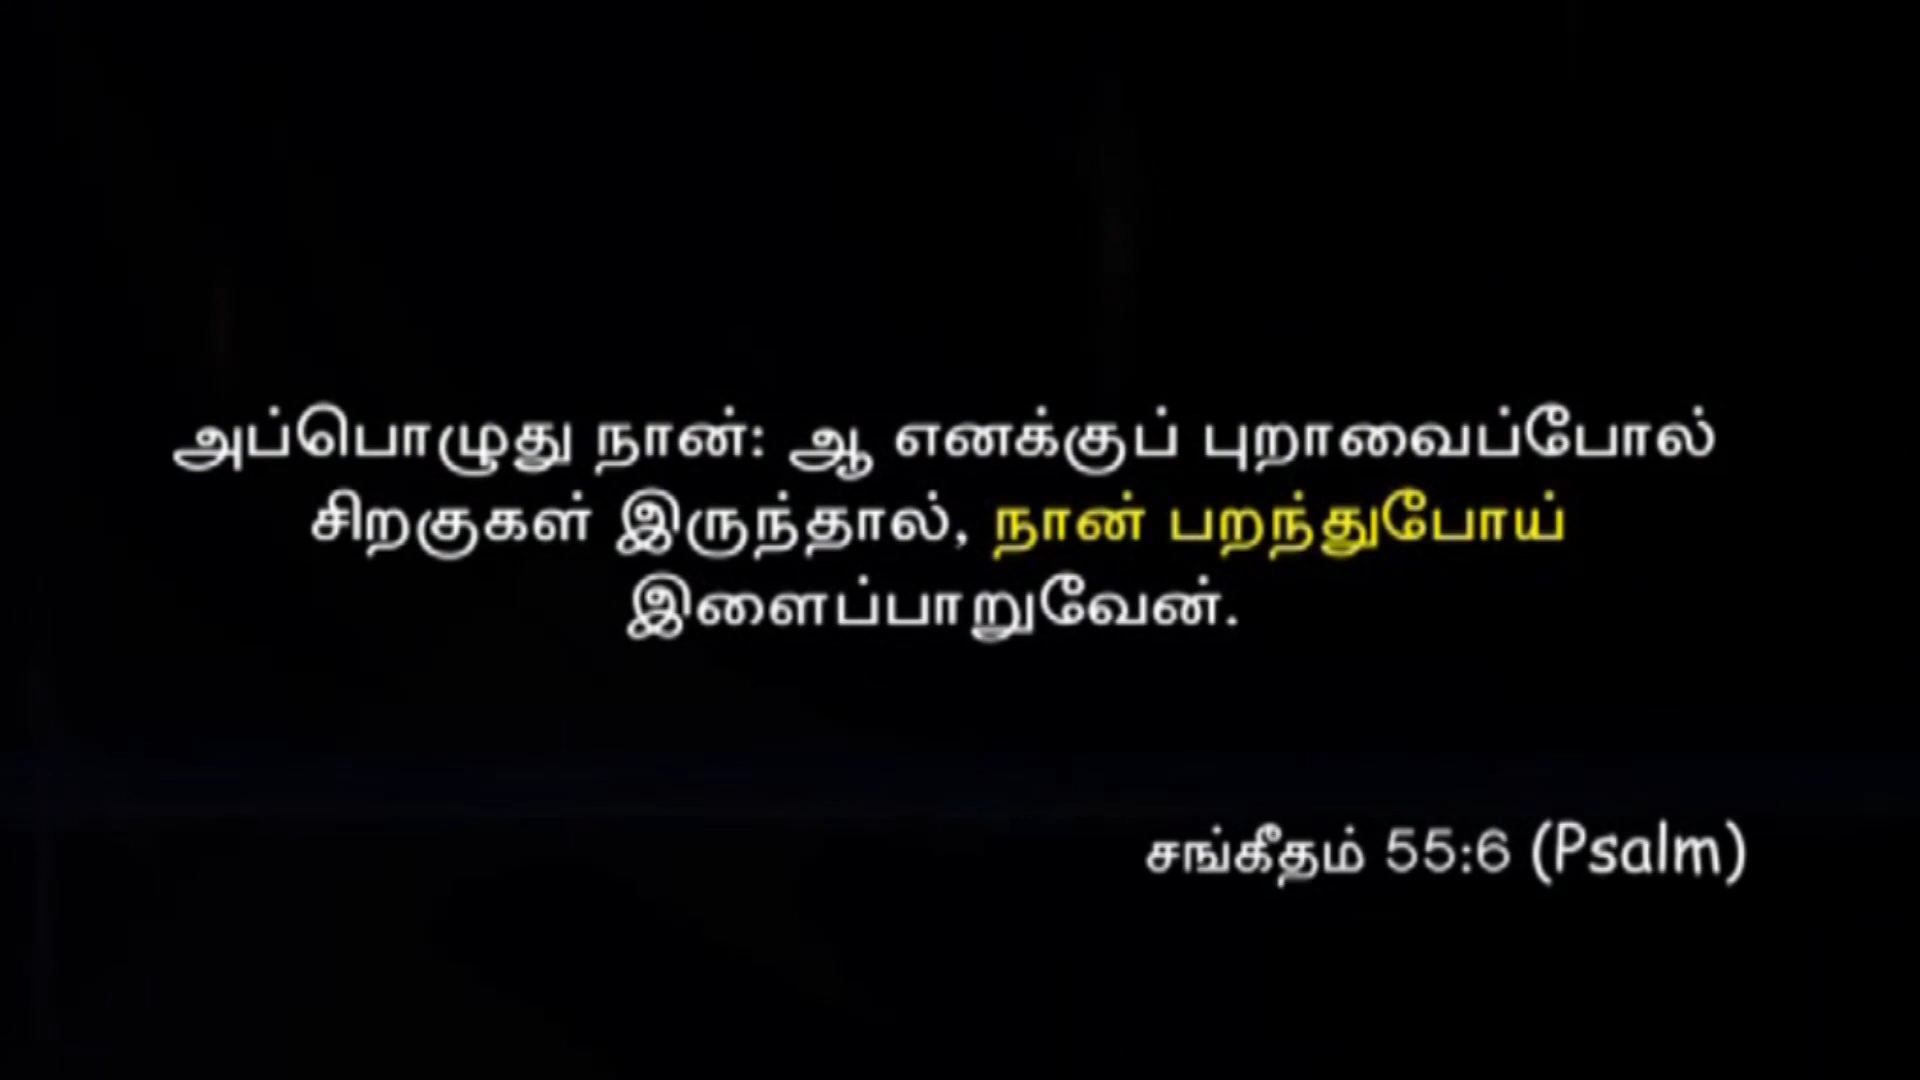 அப்பொழுது நான்: ஆ எனக்குப் புறாவைப்போல்
சிறகுகள் இருந்தால், நான் பறந்துபோய்
இளைப்பாறுவேன்.
சங்கீதம் 55:6 (Psalm)